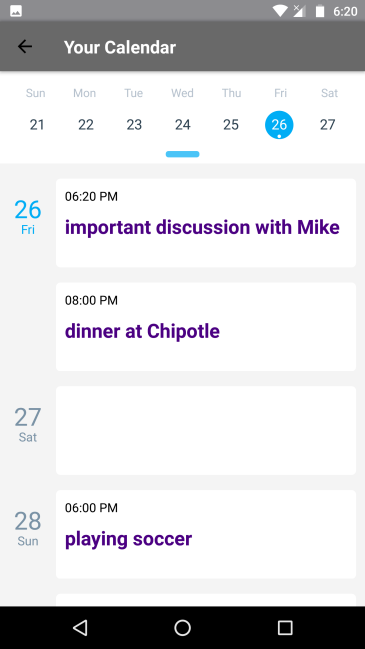 6:20
Your Calendar
Sun Mon Tue Wed Thu Fri Sat
21 22 23 24 25 26 27
26
Fri
06:20 PM
important discussion with Mike
08:00 PM
dinner at Chipotle
27
Sat
28
Sun
06:00 PM
playing soccer